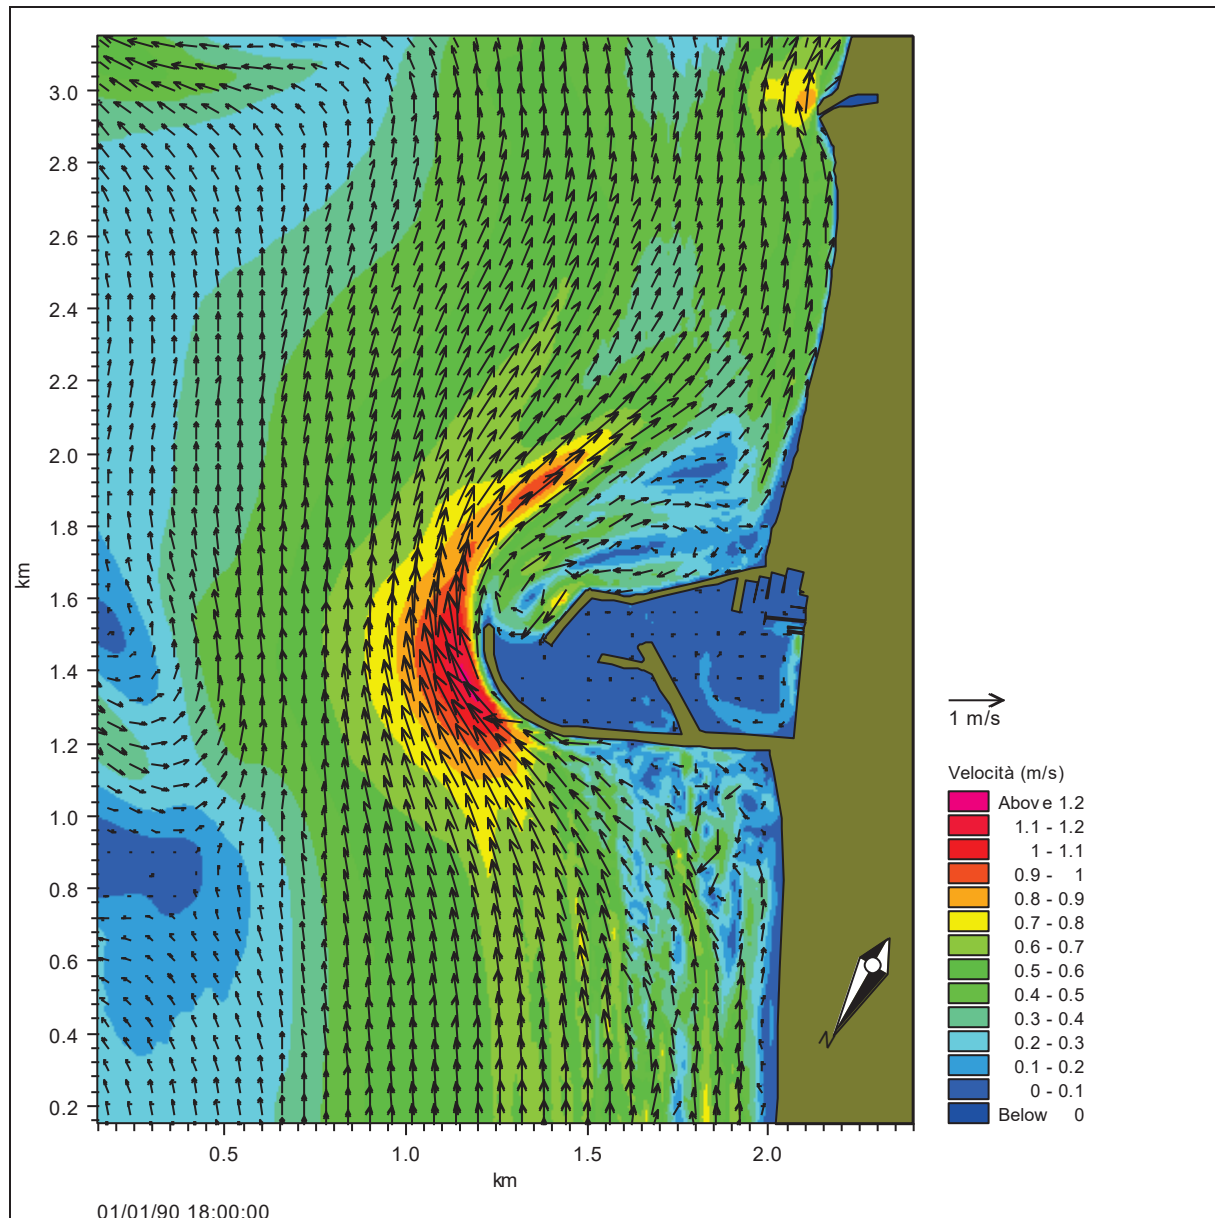 3.0
2.8
2.6
2.4
2.2
2.0
1.8
1.6
1.4
1.2
1.0
0.8
0.6
0.4
0.2
km
0.5 1.0 1.5 2.0
km
01/01/90 18:00:00
N
1 m/s
Velocità (m/s)
Above 1.2
1.1 - 1.2
1 - 1.1
0.9 - 1
0.8 - 0.9
0.7 - 0.8
0.6 - 0.7
0.5 - 0.6
0.4 - 0.5
0.3 - 0.4
0.2 - 0.3
0.1 - 0.2
0 - 0.1
Below 0